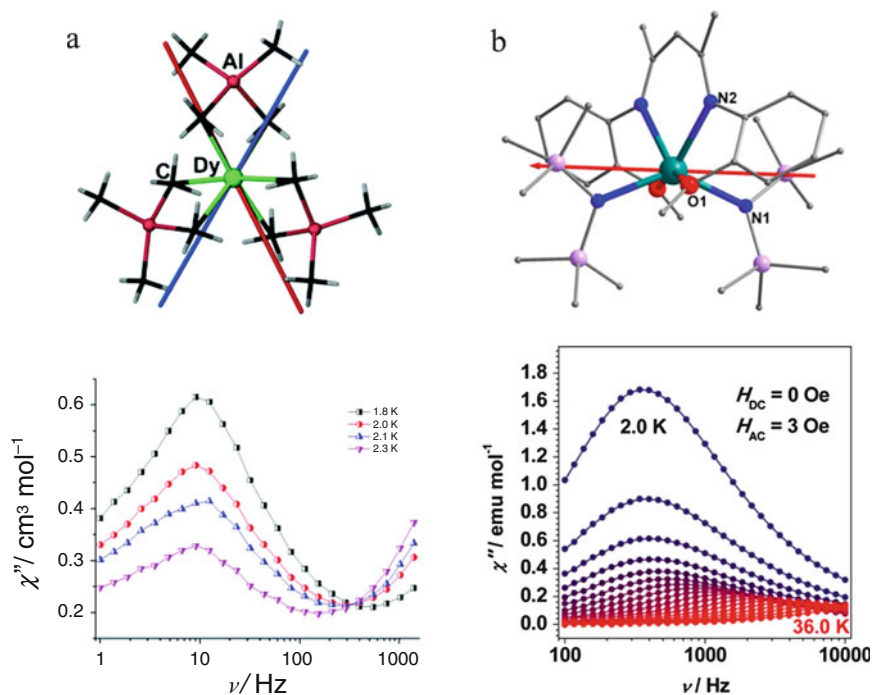 a
Al
Dy
C
b
N2
O1
N1
χ”/ cm³ mol⁻¹
0.6
0.5
0.4
0.3
0.2
1.8 K
2.0 K
2.1 K
2.3 K
1 10 100 1000
ν/ Hz
χ″/ emu mol⁻¹
1.8
1.6
1.4
1.2
1.0
0.8
0.6
0.4
0.2
0.0
H_DC = 0 Oe
H_AC = 3 Oe
2.0 K
36.0 K
100 1000 10000
ν / Hz